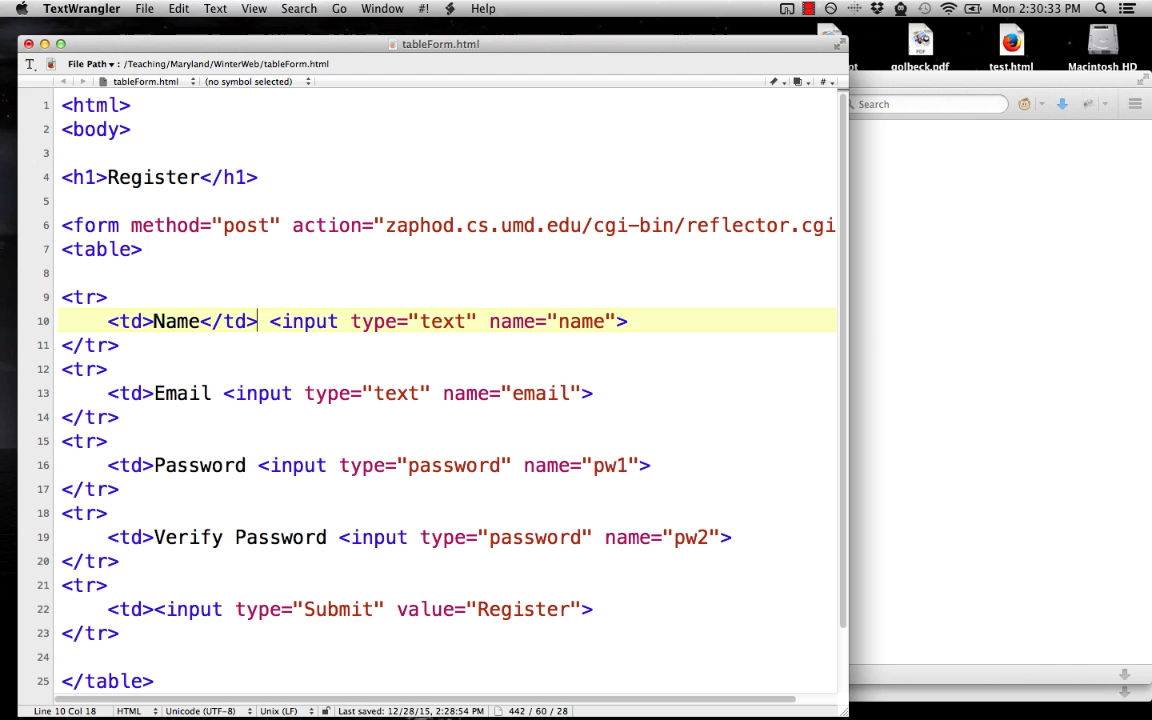 TextWrangler File Edit Text View Search Go Window #! Help Mon 2:30:33 PM
tableForm.html
golbeck.pdf test.html Macintosh HD
File Path ▾ : /Teaching/Maryland/WinterWeb/tableForm.html
tableForm.html (no symbol selected)
Search
1 <html>
2 <body>
3
4 <h1>Register</h1>
5
6 <form method="post" action="zaphod.cs.umd.edu/cgi-bin/reflector.cgi
7 <table>
8
9 <tr>
10 <td>Name</td> <input type="text" name="name">
11 </tr>
12 <tr>
13 <td>Email <input type="text" name="email">
14 </tr>
15 <tr>
16 <td>Password <input type="password" name="pw1">
17 </tr>
18 <tr>
19 <td>Verify Password <input type="password" name="pw2">
20 </tr>
21 <tr>
22 <td><input type="Submit" value="Register">
23 </tr>
24
25 </table>
Line 10 Col 18 HTML Unicode (UTF-8) Unix (LF) Last saved: 12/28/15, 2:28:54 PM 442 / 60 / 28